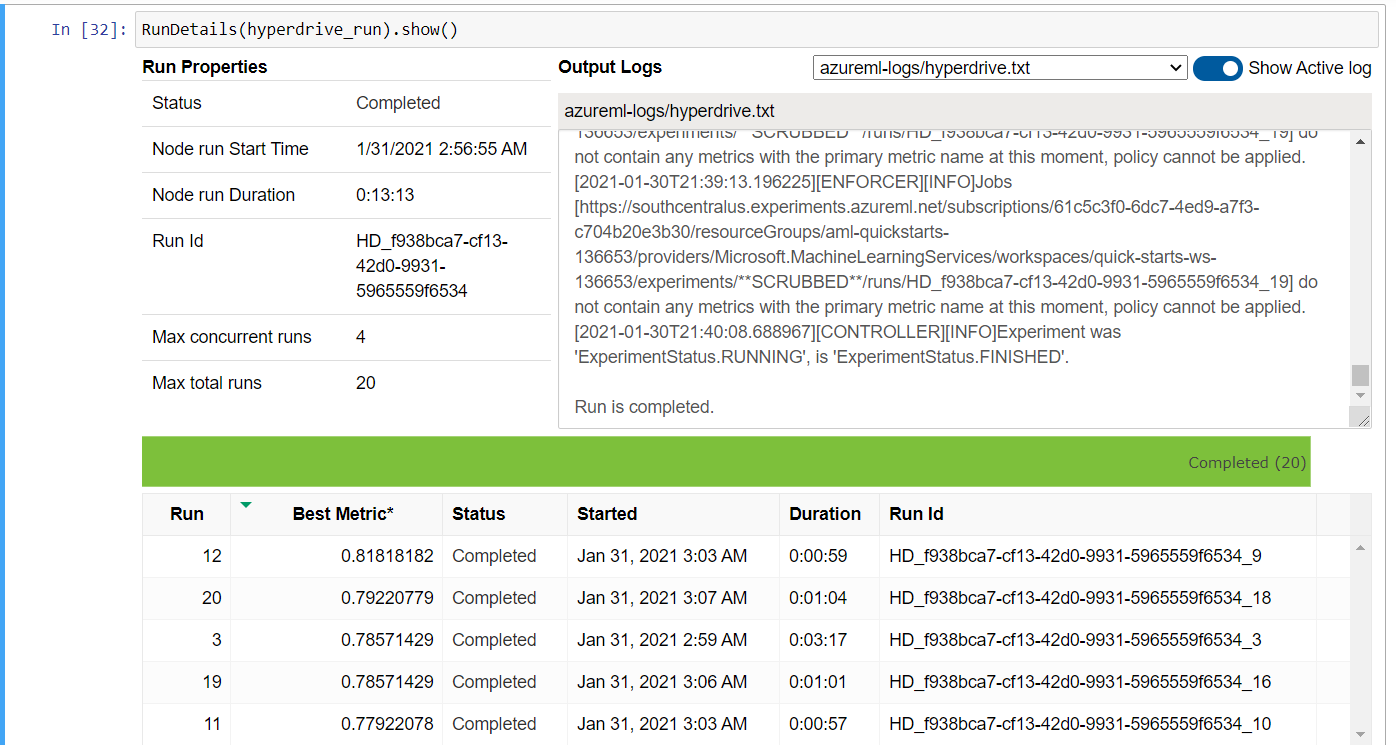 In [32]: RunDetails(hyperdrive_run).show()
Run Properties
Status Completed
Node run Start Time 1/31/2021 2:56:55 AM
Node run Duration 0:13:13
Run Id HD_f938bca7-cf13-
42d0-9931-
5965559f6534
Max concurrent runs 4
Max total runs 20
Output Logs azureml-logs/hyperdrive.txt Show Active log
azureml-logs/hyperdrive.txt
136653/experiments/**SCRUBBED**/runs/HD_f938bca7-cf13-42d0-9931-5965559f6534_19] do
not contain any metrics with the primary metric name at this moment, policy cannot be applied.
[2021-01-30T21:39:13.196225][ENFORCER][INFO]Jobs
[https://southcentralus.experiments.azureml.net/subscriptions/61c5c3f0-6dc7-4ed9-a7f3-
c704b20e3b30/resourceGroups/aml-quickstarts-
136653/providers/Microsoft.MachineLearningServices/workspaces/quick-starts-ws-
136653/experiments/**SCRUBBED**/runs/HD_f938bca7-cf13-42d0-9931-5965559f6534_19] do
not contain any metrics with the primary metric name at this moment, policy cannot be applied.
[2021-01-30T21:40:08.688967][CONTROLLER][INFO]Experiment was
'ExperimentStatus.RUNNING', is 'ExperimentStatus.FINISHED'.
Run is completed.
Completed (20)
Run Best Metric* Status Started Duration Run Id
12 0.81818182 Completed Jan 31, 2021 3:03 AM 0:00:59 HD_f938bca7-cf13-42d0-9931-5965559f6534_9
20 0.79220779 Completed Jan 31, 2021 3:07 AM 0:01:04 HD_f938bca7-cf13-42d0-9931-5965559f6534_18
3 0.78571429 Completed Jan 31, 2021 2:59 AM 0:03:17 HD_f938bca7-cf13-42d0-9931-5965559f6534_3
19 0.78571429 Completed Jan 31, 2021 3:06 AM 0:01:01 HD_f938bca7-cf13-42d0-9931-5965559f6534_16
11 0.77922078 Completed Jan 31, 2021 3:03 AM 0:00:57 HD_f938bca7-cf13-42d0-9931-5965559f6534_10